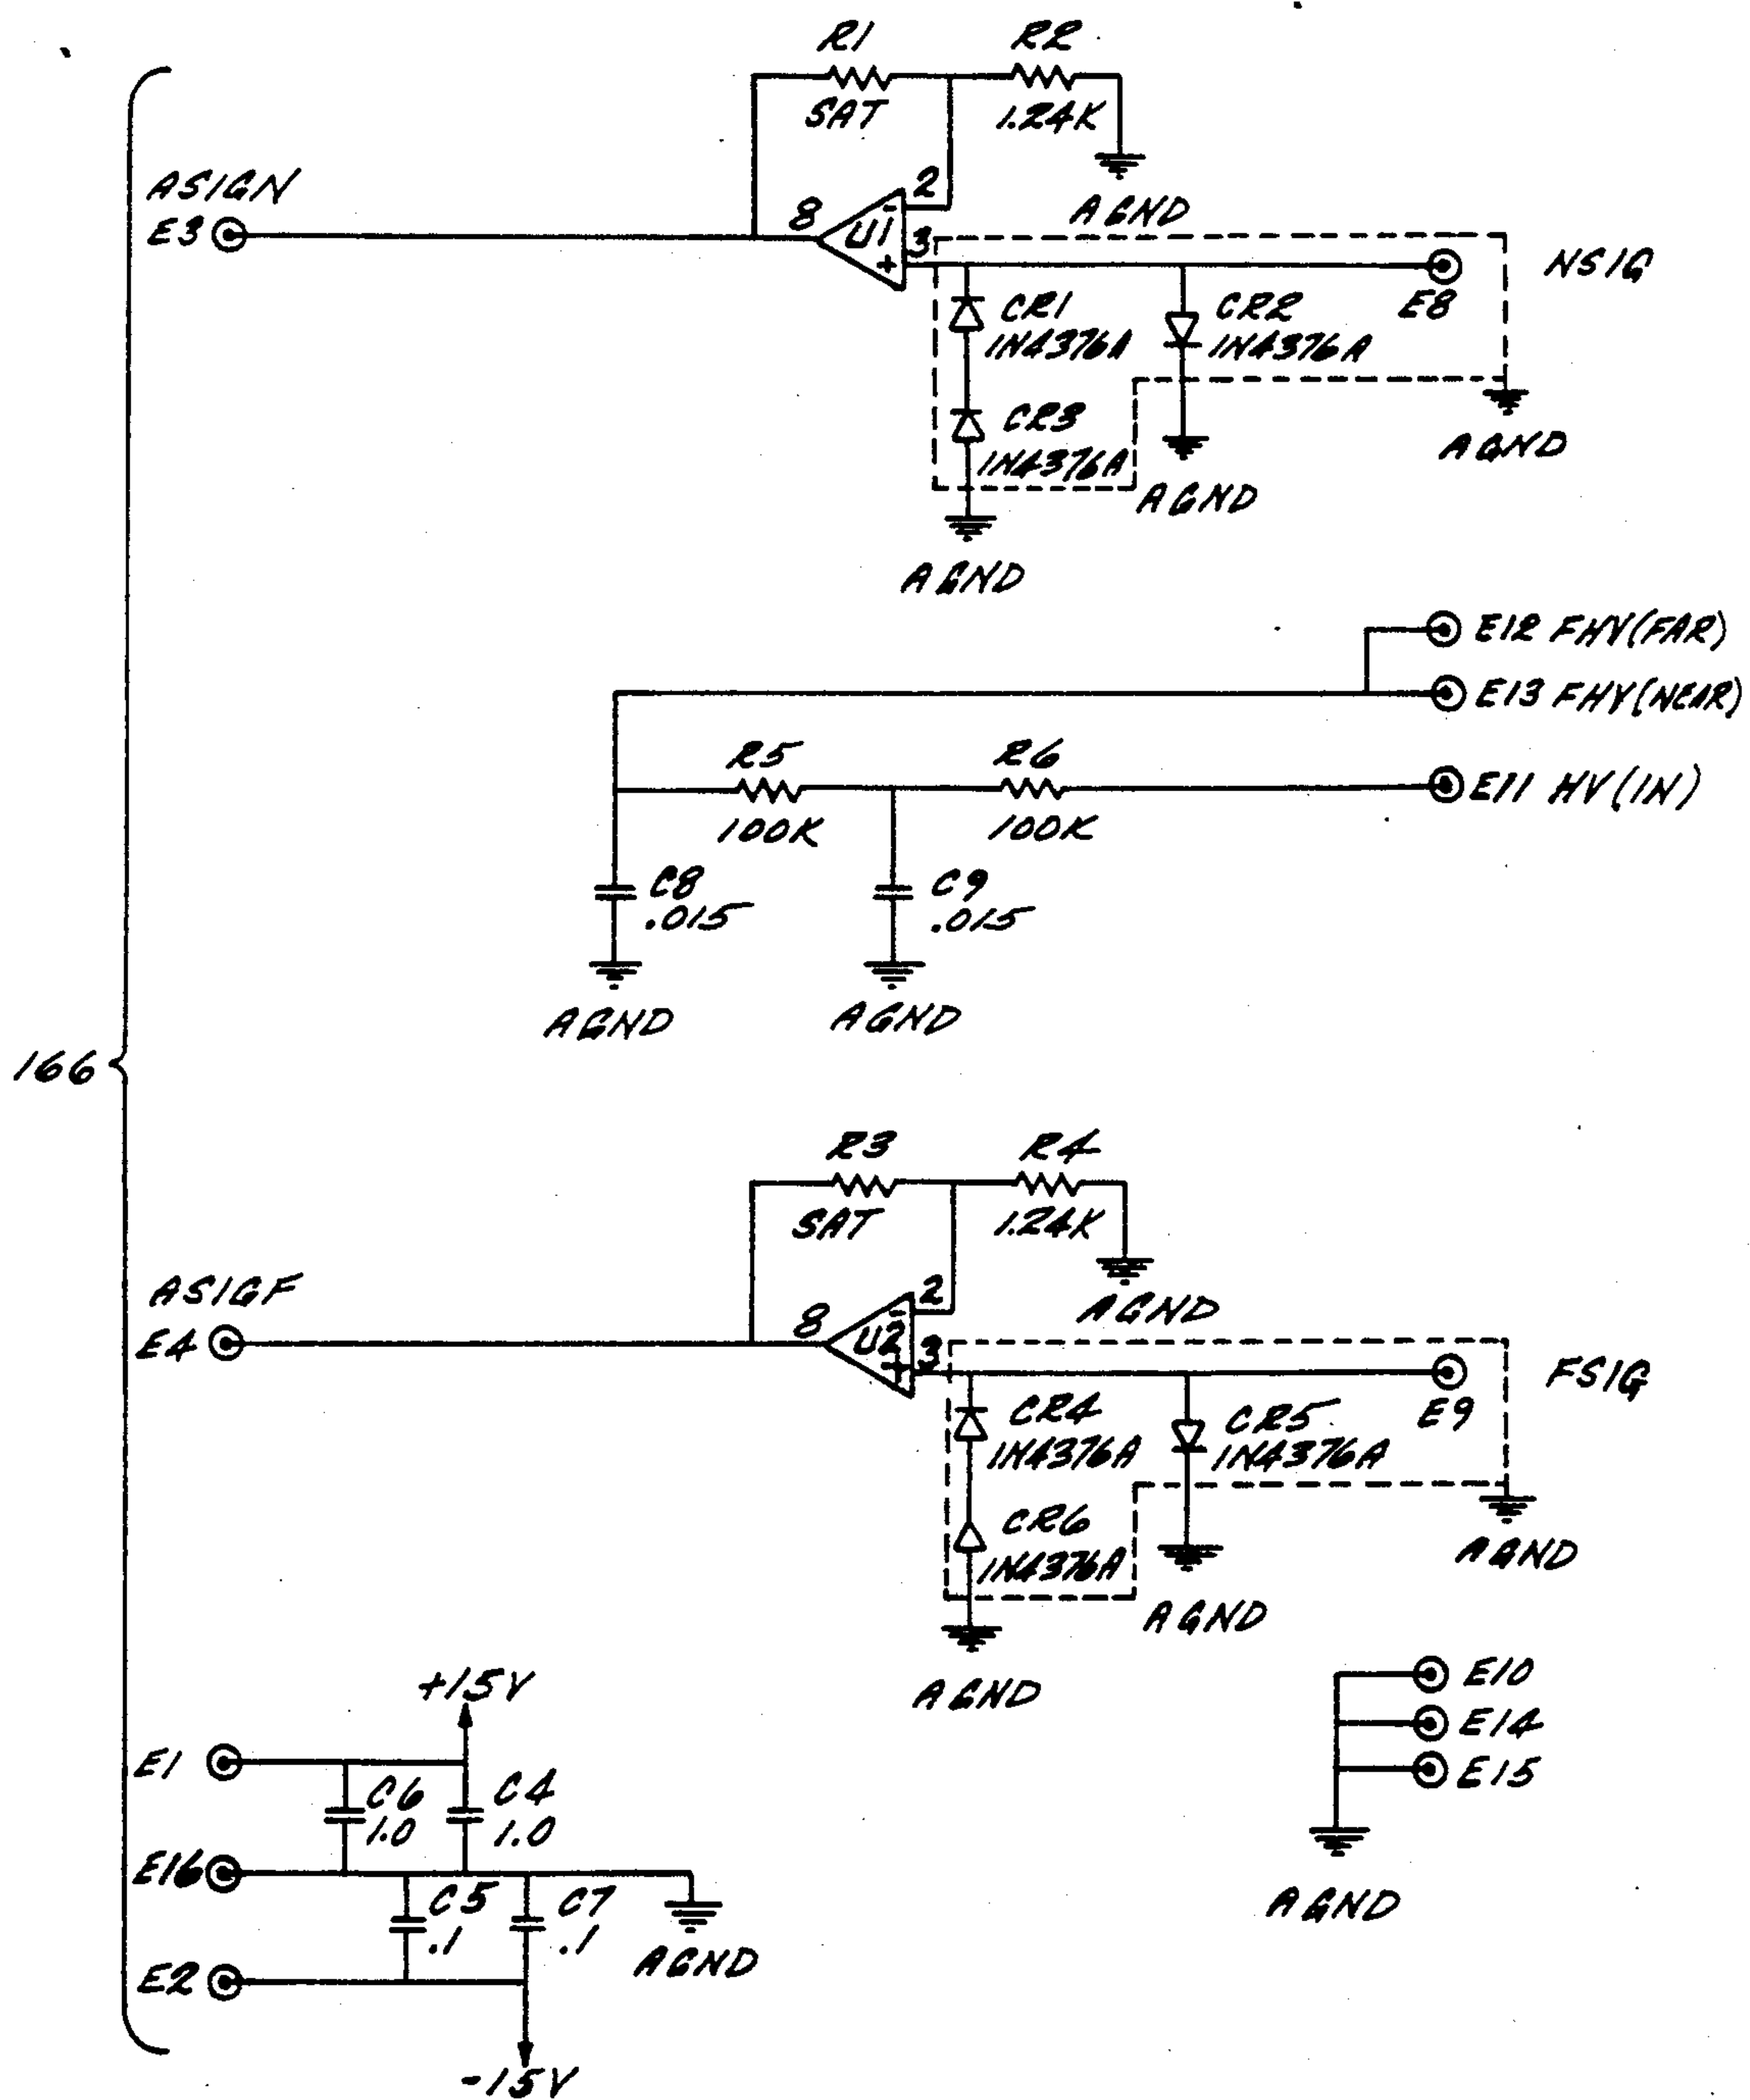 R1 R2
SAT 1.24K
ASIGN
E3
8 U1 - 2
+ 3
AGND
NSIG
E8
CR1
1N4376A
CR2
1N4376A
CR3
1N4376A
AGND
AGND
AGND
E12 FHV(FAR)
E13 FHV(NEAR)
R5 R6
E11 HV(IN)
100K 100K
C8
.015
C9
.015
AGND AGND
166
R3 R4
SAT 1.24K
ASIGF
E4
8 U2 - 2
+ 3
AGND
FSIG
E9
CR4
1N4376A
CR5
1N4376A
CR6
1N4376A
AGND
AGND
AGND
+15V
E10
E14
E15
AGND
E1
C6
1.0
C4
1.0
E16
C5
.1
C7
.1
AGND
E2
-15V